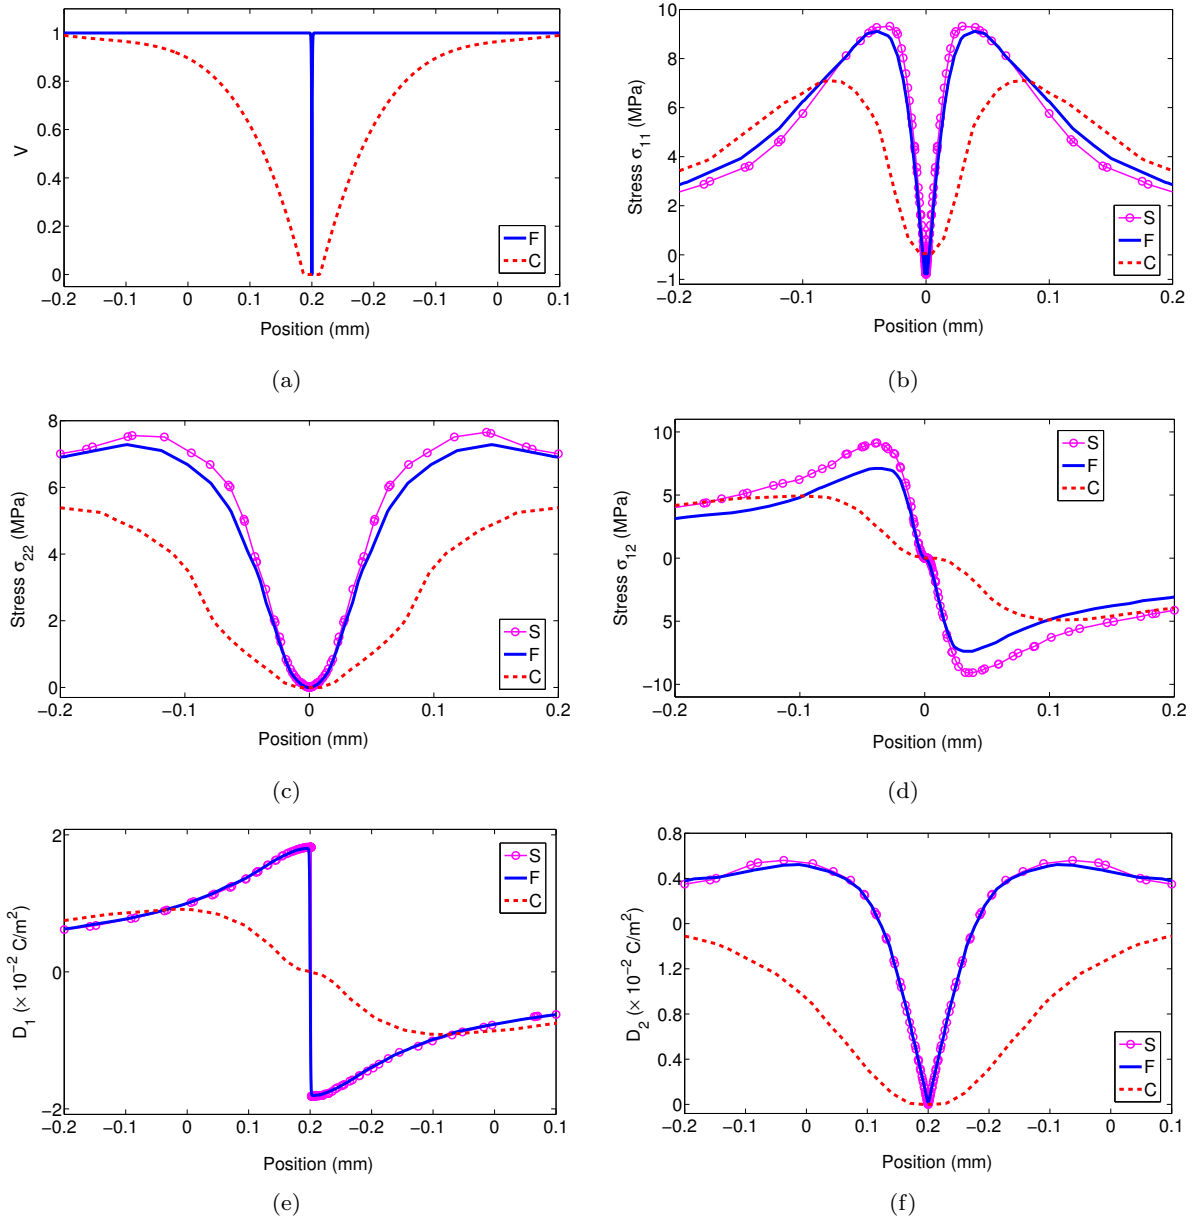 1
0.8
0.6
0.4
0.2
0
V
F
C
−0.2 −0.1 0 0.1 0.2 −0.2 −0.1 0 0.1
Position (mm)
(a)
10
8
6
4
2
0
−1
Stress σ11 (MPa)
S
F
C
−0.2 −0.1 0 0.1 0.2
Position (mm)
(b)
8
6
4
2
0
Stress σ22 (MPa)
S
F
C
−0.2 −0.1 0 0.1 0.2
Position (mm)
(c)
10
5
0
5
−10
Stress σ12 (MPa)
S
F
C
−0.2 −0.1 0 0.1 0.2
Position (mm)
(d)
2
1
0
−1
−2
D1 (× 10−2 C/m2)
S
F
C
−0.2 −0.1 0 0.1 0.2 −0.2 −0.1 0 0.1
Position (mm)
(e)
0.8
0.4
0
1.2
0.8
0.4
0
D2 (× 10−2 C/m2)
S
F
C
−0.2 −0.1 0 0.1 0.2 −0.2 −0.1 0 0.1
Position (mm)
(f)